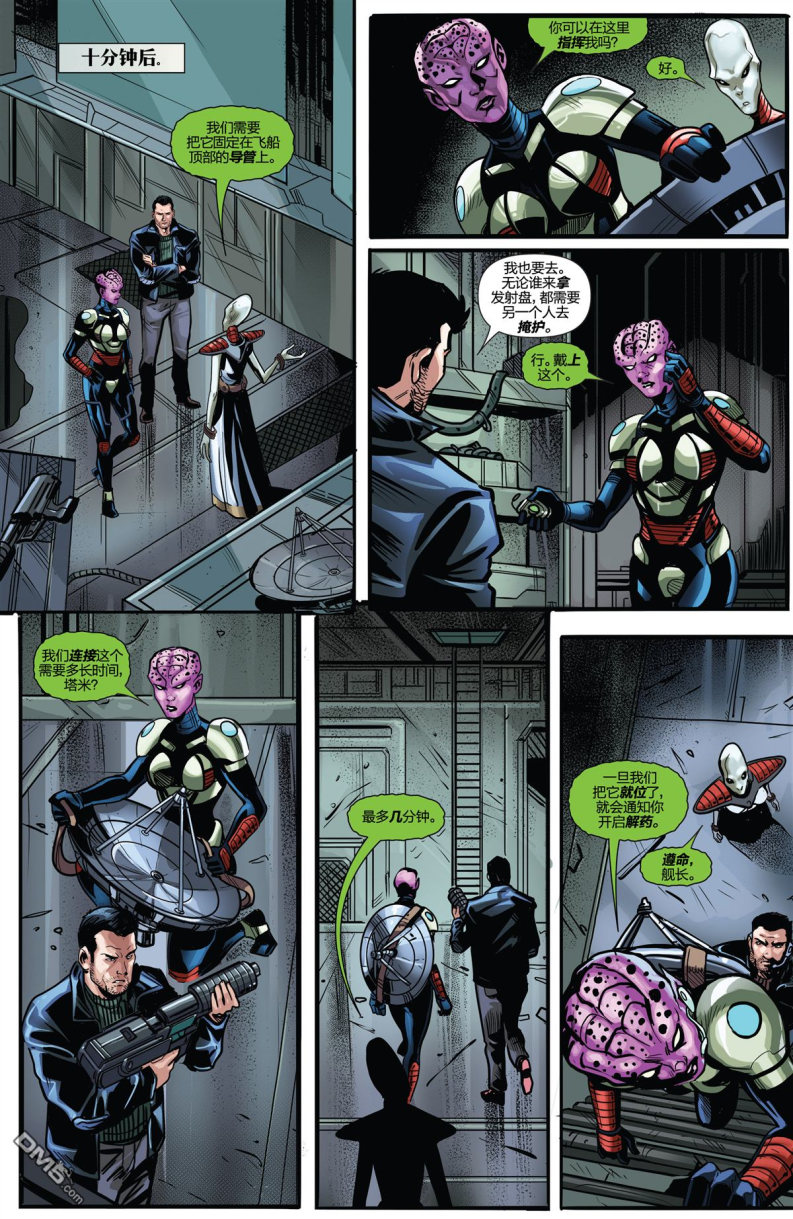 十分钟后。
我们需要
把它固定在飞船
顶部的导管上。
你可以在这里
指挥我吗？
好。
我也要去。
无论谁来拿
发射盘，都需要
另一个人去
掩护。
行。戴上
这个。
我们连接这个
需要多长时间，
塔米？
最多几分钟。
一旦我们
把它就位了，
就会通知你
开启解药。
遵命，
舰长。
DM5.com